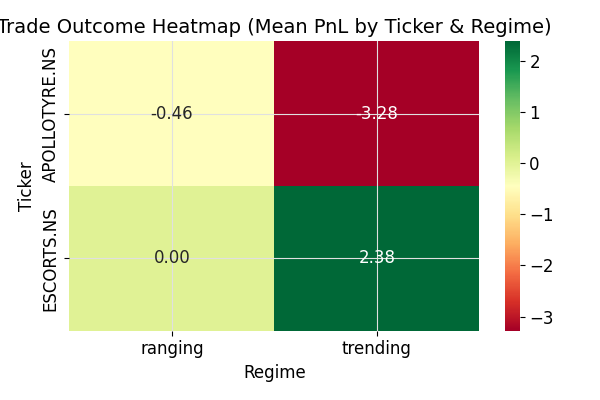 Trade Outcome Heatmap (Mean PnL by Ticker & Regime)
Ticker
APOLLOTYRE.NS
ESCORTS.NS
-0.46
-3.28
0.00
2.38
ranging
trending
Regime
2
1
0
−1
−2
−3